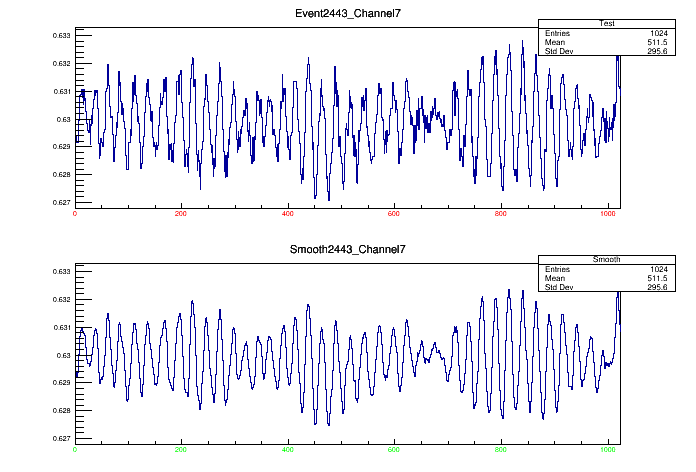 Event2443_Channel7
Test
Entries 1024
Mean 511.5
Std Dev 295.6
0.633
0.632
0.631
0.63
0.629
0.628
0.627
0 200 400 600 800 1000
Smooth2443_Channel7
Smooth
Entries 1024
Mean 511.5
Std Dev 295.6
0.633
0.632
0.631
0.63
0.629
0.628
0.627
0 200 400 600 800 1000